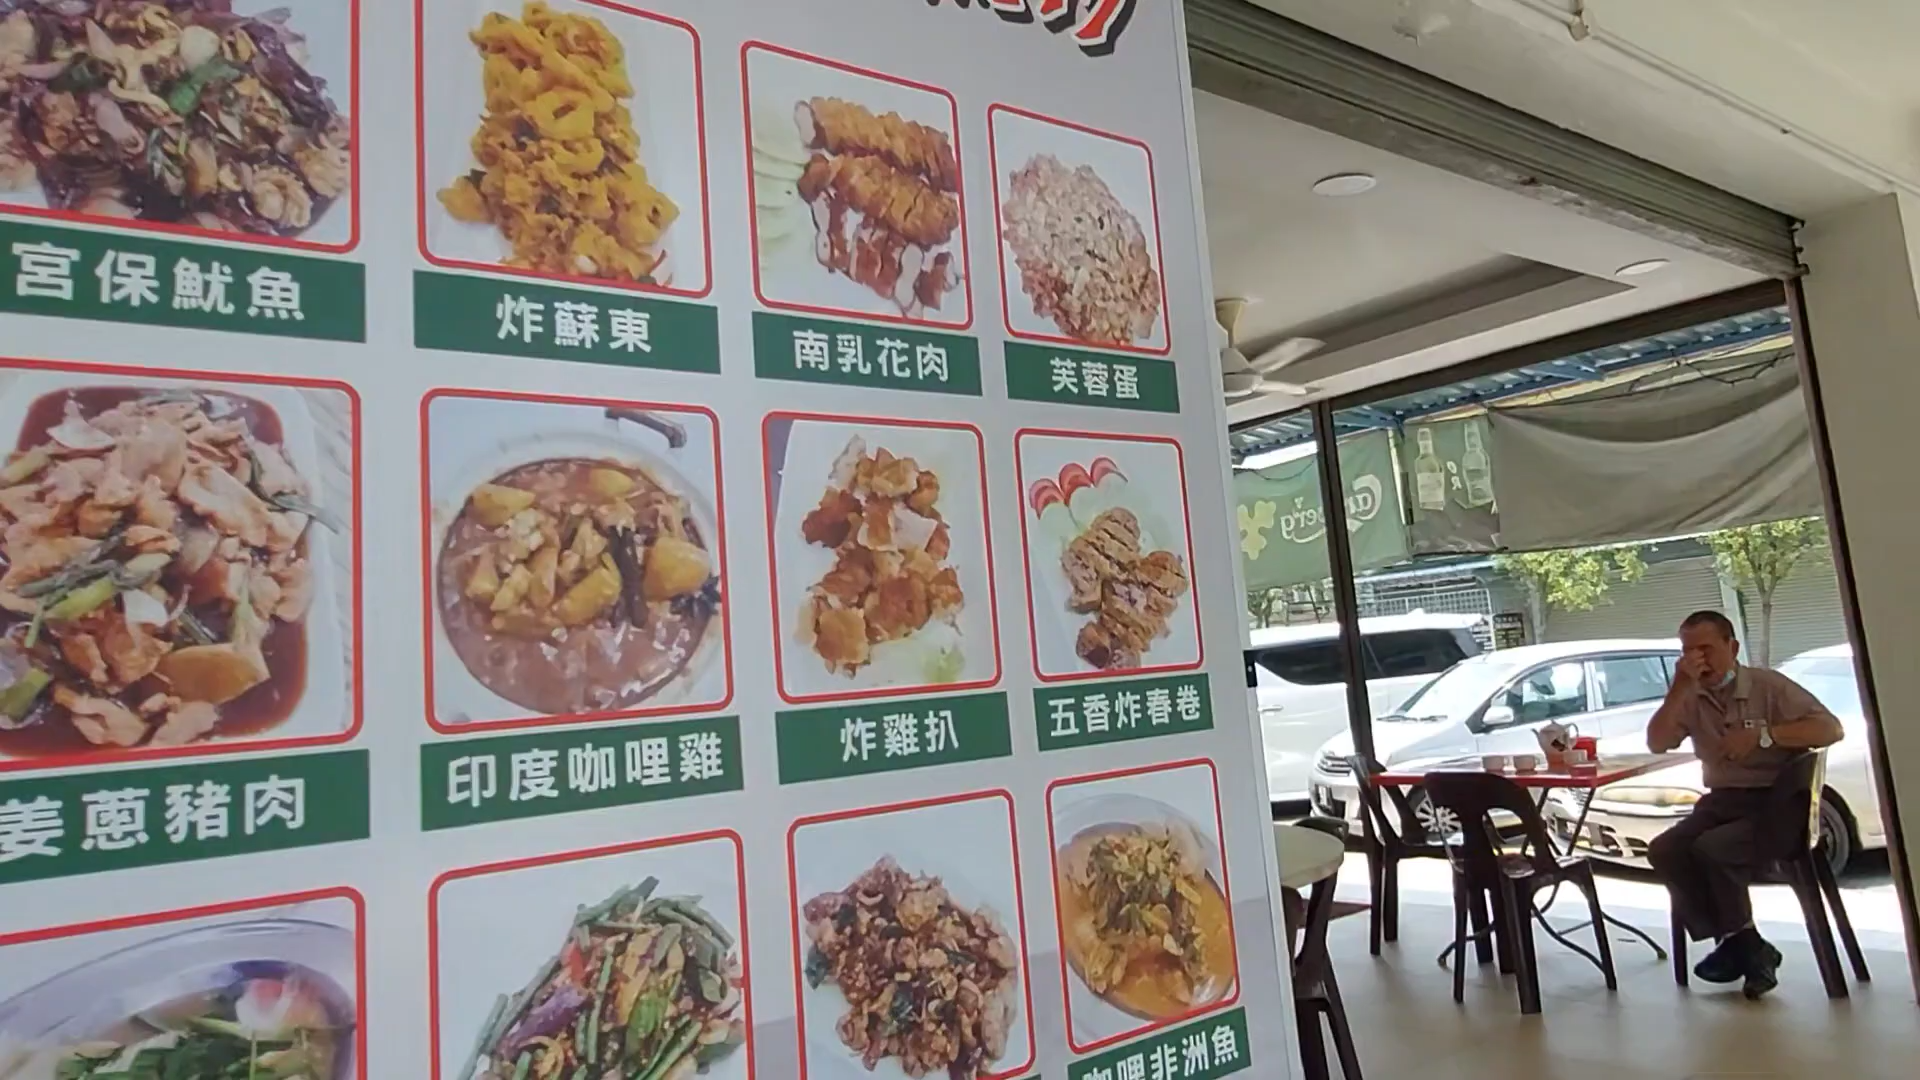 宮保魷魚
炸蘇東
南乳花肉
芙蓉蛋
姜蔥豬肉
印度咖哩雞
炸雞扒
五香炸春卷
咖哩非洲魚